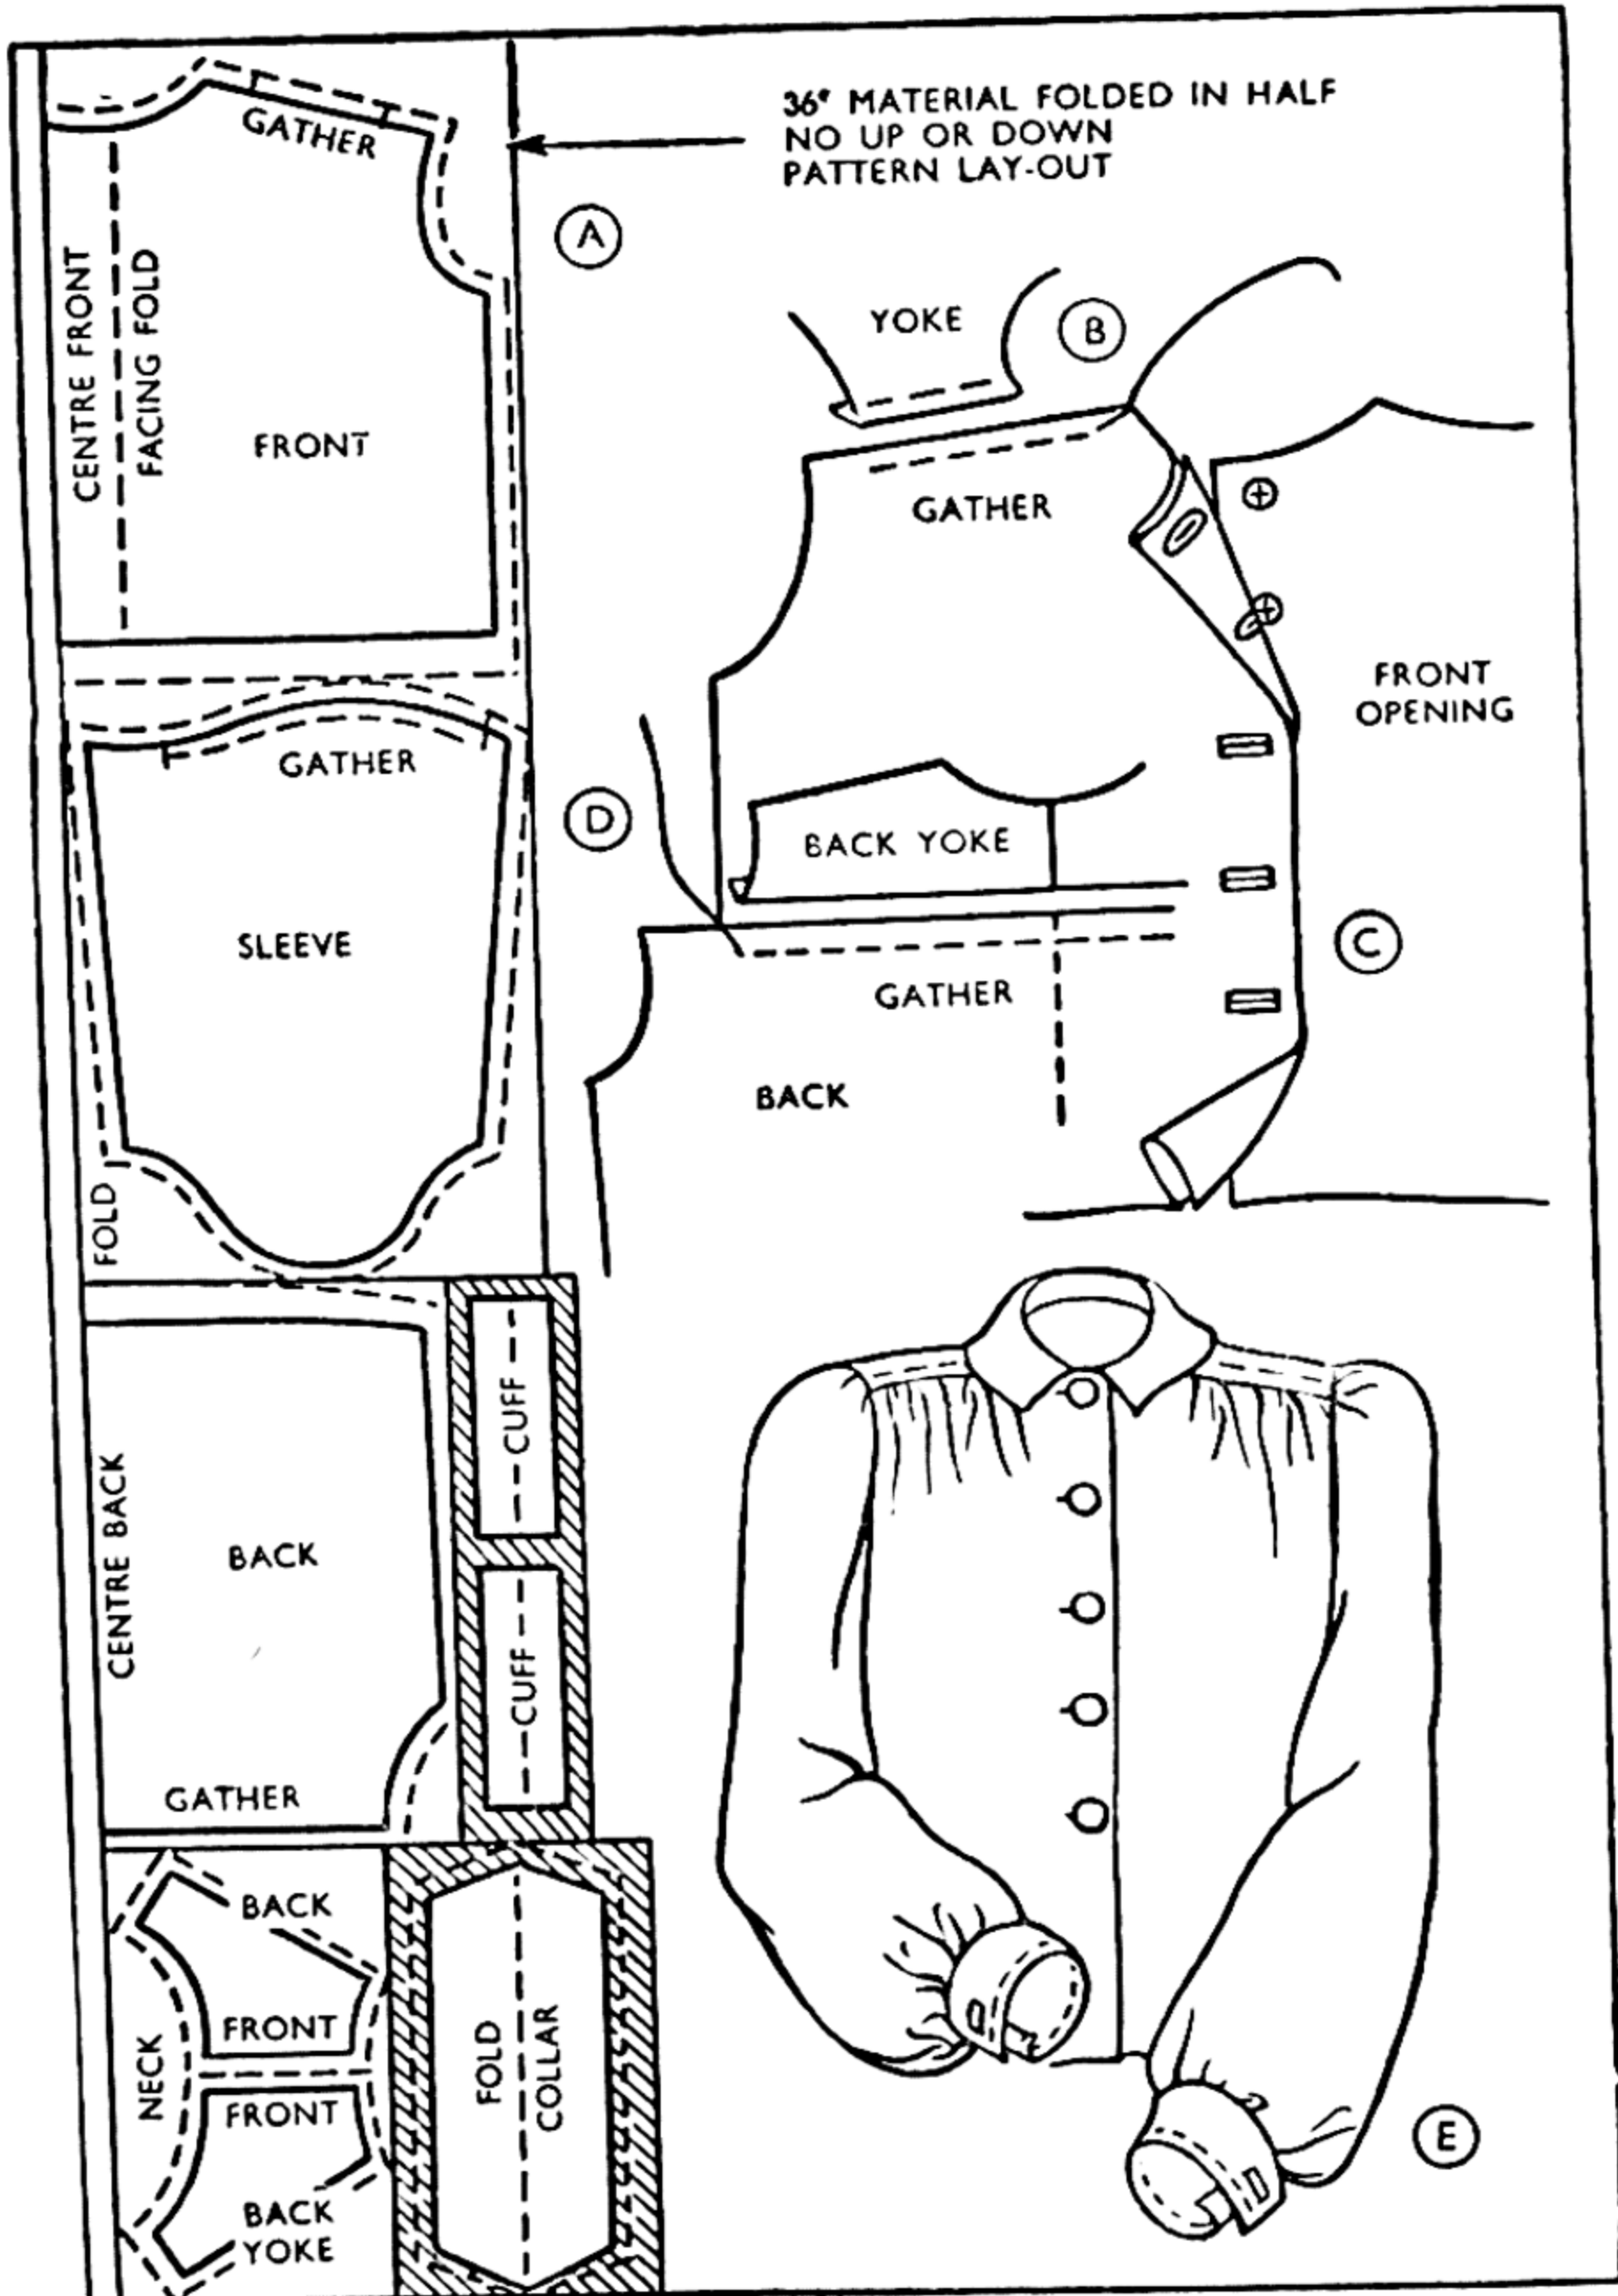 36" MATERIAL FOLDED IN HALF
NO UP OR DOWN
PATTERN LAY-OUT
GATHER
CENTRE FRONT
FACING FOLD
FRONT
A
YOKE
B
GATHER
FRONT
OPENING
GATHER
SLEEVE
FOLD
D
BACK YOKE
GATHER
BACK
C
CENTRE BACK
BACK
GATHER
CUFF
CUFF
BACK
FRONT
NECK
FRONT
BACK
YOKE
FOLD
COLLAR
E